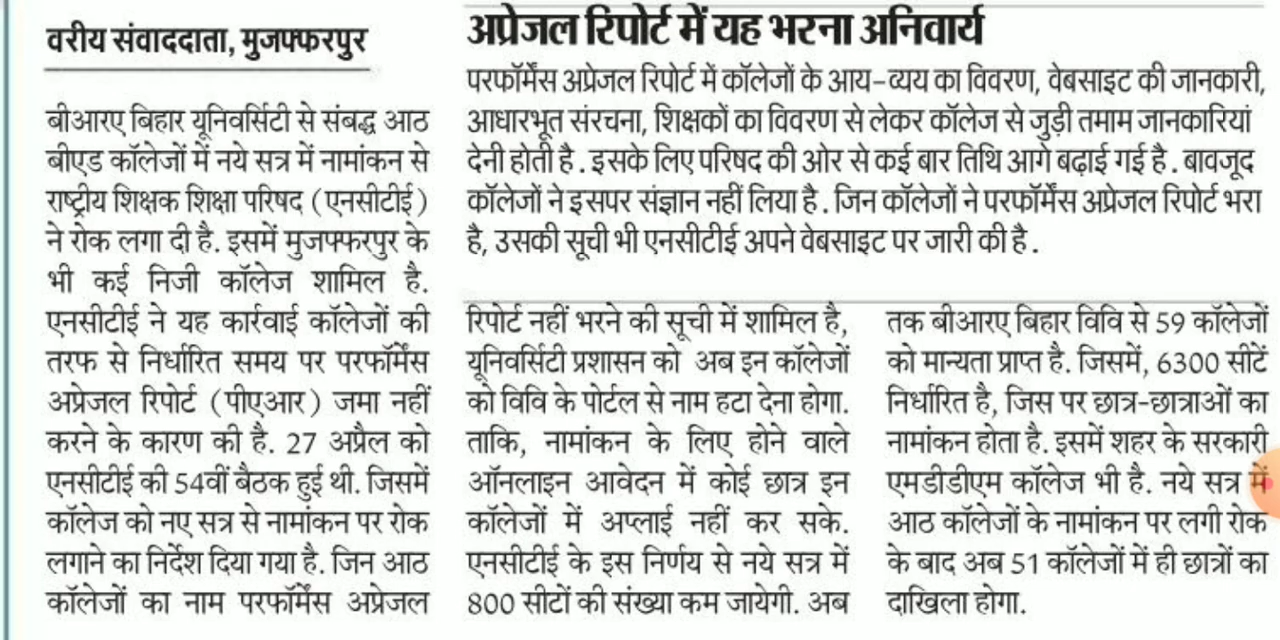 वरीय संवाददाता, मुजफ्फरपुर
बीआरए बिहार यूनिवर्सिटी से संबद्ध आठ
बीएड कॉलेजों में नये सत्र में नामांकन से
राष्ट्रीय शिक्षक शिक्षा परिषद (एनसीटीई)
ने रोक लगा दी है. इसमें मुजफ्फरपुर के
भी कई निजी कॉलेज शामिल है.
एनसीटीई ने यह कार्रवाई कॉलेजों की
तरफ से निर्धारित समय पर परफॉर्मेंस
अप्रेजल रिपोर्ट (पीएआर) जमा नहीं
करने के कारण की है. 27 अप्रैल को
एनसीटीई की 54वीं बैठक हुई थी. जिसमें
कॉलेज को नए सत्र से नामांकन पर रोक
लगाने का निर्देश दिया गया है. जिन आठ
कॉलेजों का नाम परफॉर्मेंस अप्रेजल
अप्रेजल रिपोर्ट में यह भरना अनिवार्य
परफॉर्मेंस अप्रेजल रिपोर्ट में कॉलेजों के आय-व्यय का विवरण, वेबसाइट की जानकारी,
आधारभूत संरचना, शिक्षकों का विवरण से लेकर कॉलेज से जुड़ी तमाम जानकारियां
देनी होती है. इसके लिए परिषद की ओर से कई बार तिथि आगे बढ़ाई गई है. बावजूद
कॉलेजों ने इसपर संज्ञान नहीं लिया है. जिन कॉलेजों ने परफॉर्मेंस अप्रेजल रिपोर्ट भरा
है, उसकी सूची भी एनसीटीई अपने वेबसाइट पर जारी की है.
रिपोर्ट नहीं भरने की सूची में शामिल है,
यूनिवर्सिटी प्रशासन को अब इन कॉलेजों
को विवि के पोर्टल से नाम हटा देना होगा.
ताकि, नामांकन के लिए होने वाले
ऑनलाइन आवेदन में कोई छात्र इन
कॉलेजों में अप्लाई नहीं कर सके.
एनसीटीई के इस निर्णय से नये सत्र में
800 सीटों की संख्या कम जायेगी. अब
तक बीआरए बिहार विवि से 59 कॉलेजों
को मान्यता प्राप्त है. जिसमें, 6300 सीटें
निर्धारित है, जिस पर छात्र-छात्राओं का
नामांकन होता है. इसमें शहर के सरकारी
एमडीडीएम कॉलेज भी है. नये सत्र में
आठ कॉलेजों के नामांकन पर लगी रोक
के बाद अब 51 कॉलेजों में ही छात्रों का
दाखिला होगा.